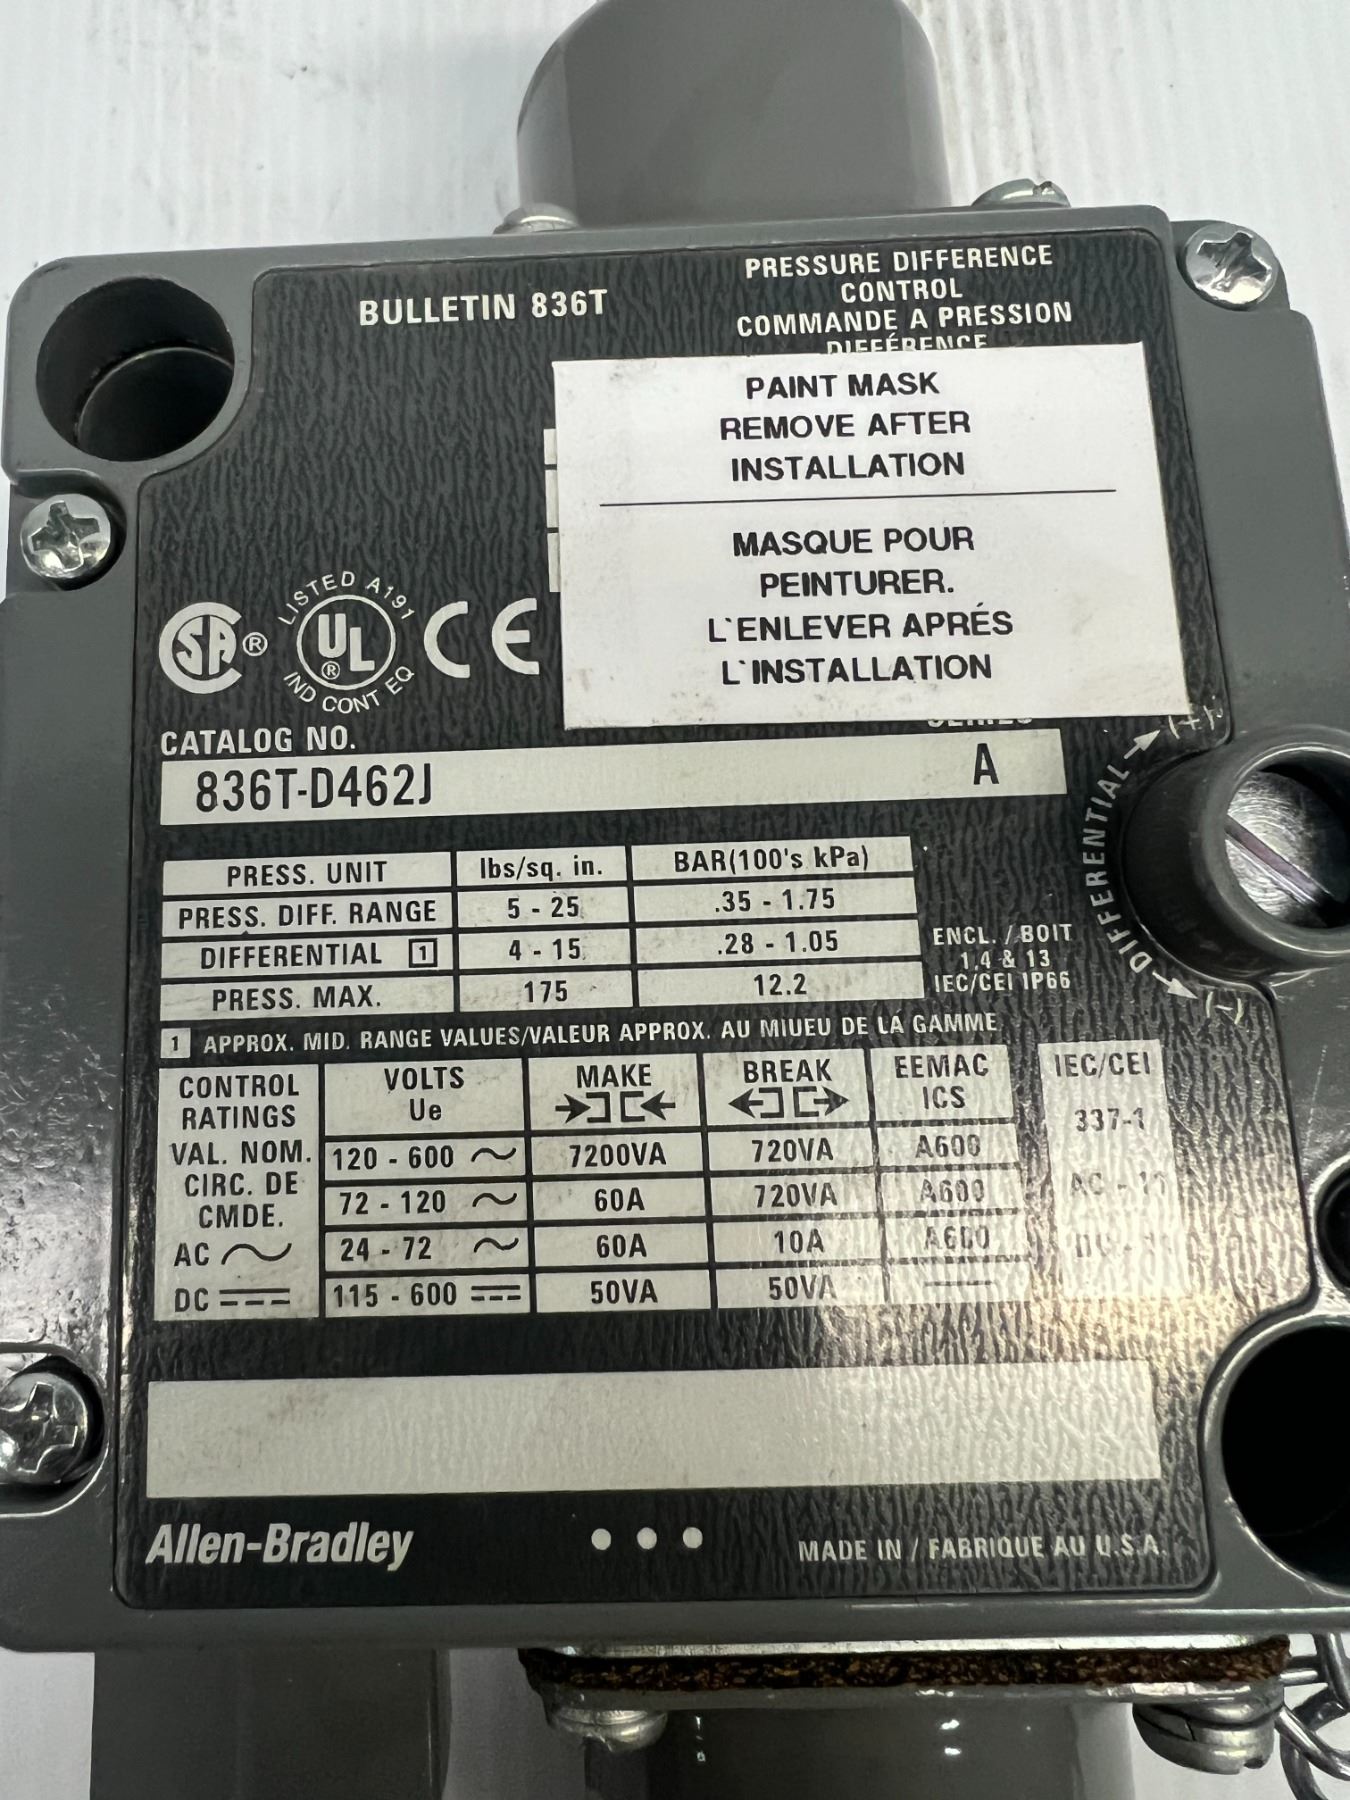 BULLETIN 836T
PRESSURE DIFFERENCE
CONTROL
COMMANDE A PRESSION
DIFFÉRENCE
PAINT MASK
REMOVE AFTER
INSTALLATION
MASQUE POUR
PEINTURER.
L`ENLEVER APRÉS
L`INSTALLATION
LISTED A191
SA ®
UL ®
IND CONT EQ
CE
CATALOG NO.
SERIES
836T-D462J A
(+)
DIFFERENTIAL
(-)
PRESS. UNIT lbs/sq. in. BAR(100's kPa)
PRESS. DIFF. RANGE 5 - 25 .35 - 1.75
DIFFERENTIAL 1 4 - 15 .28 - 1.05
PRESS. MAX. 175 12.2
ENCL. / BOIT
1,4 & 13
IEC/CEI IP66
1 APPROX. MID. RANGE VALUES/VALEUR APPROX. AU MIUEU DE LA GAMME
CONTROL
RATINGS
VAL. NOM.
CIRC. DE
CMDE.
AC
DC
VOLTS
Ue
MAKE
BREAK
EEMAC
ICS
120 - 600 7200VA 720VA A600
72 - 120 60A 720VA A600
24 - 72 60A 10A A600
115 - 600 50VA 50VA
IEC/CEI
337-1
AC -
Allen-Bradley
MADE IN / FABRIQUE AU U.S.A.